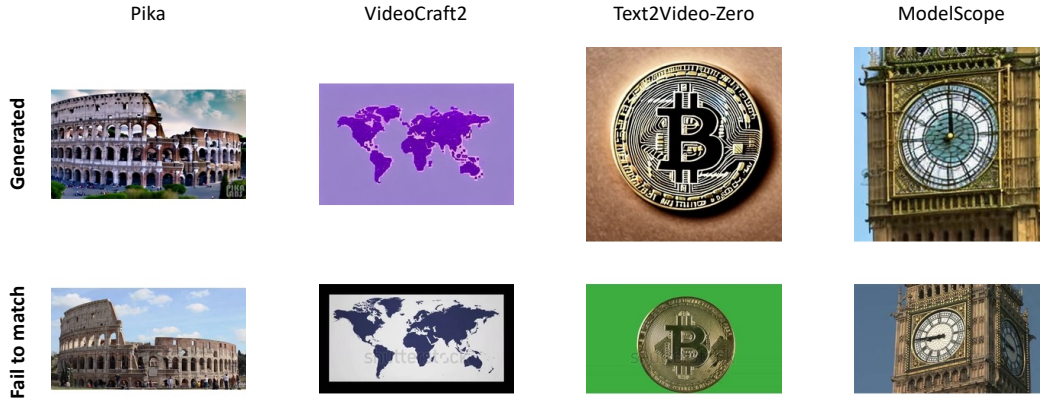 Pika
VideoCraft2
Text2Video-Zero
ModelScope
Generated
Fail to match